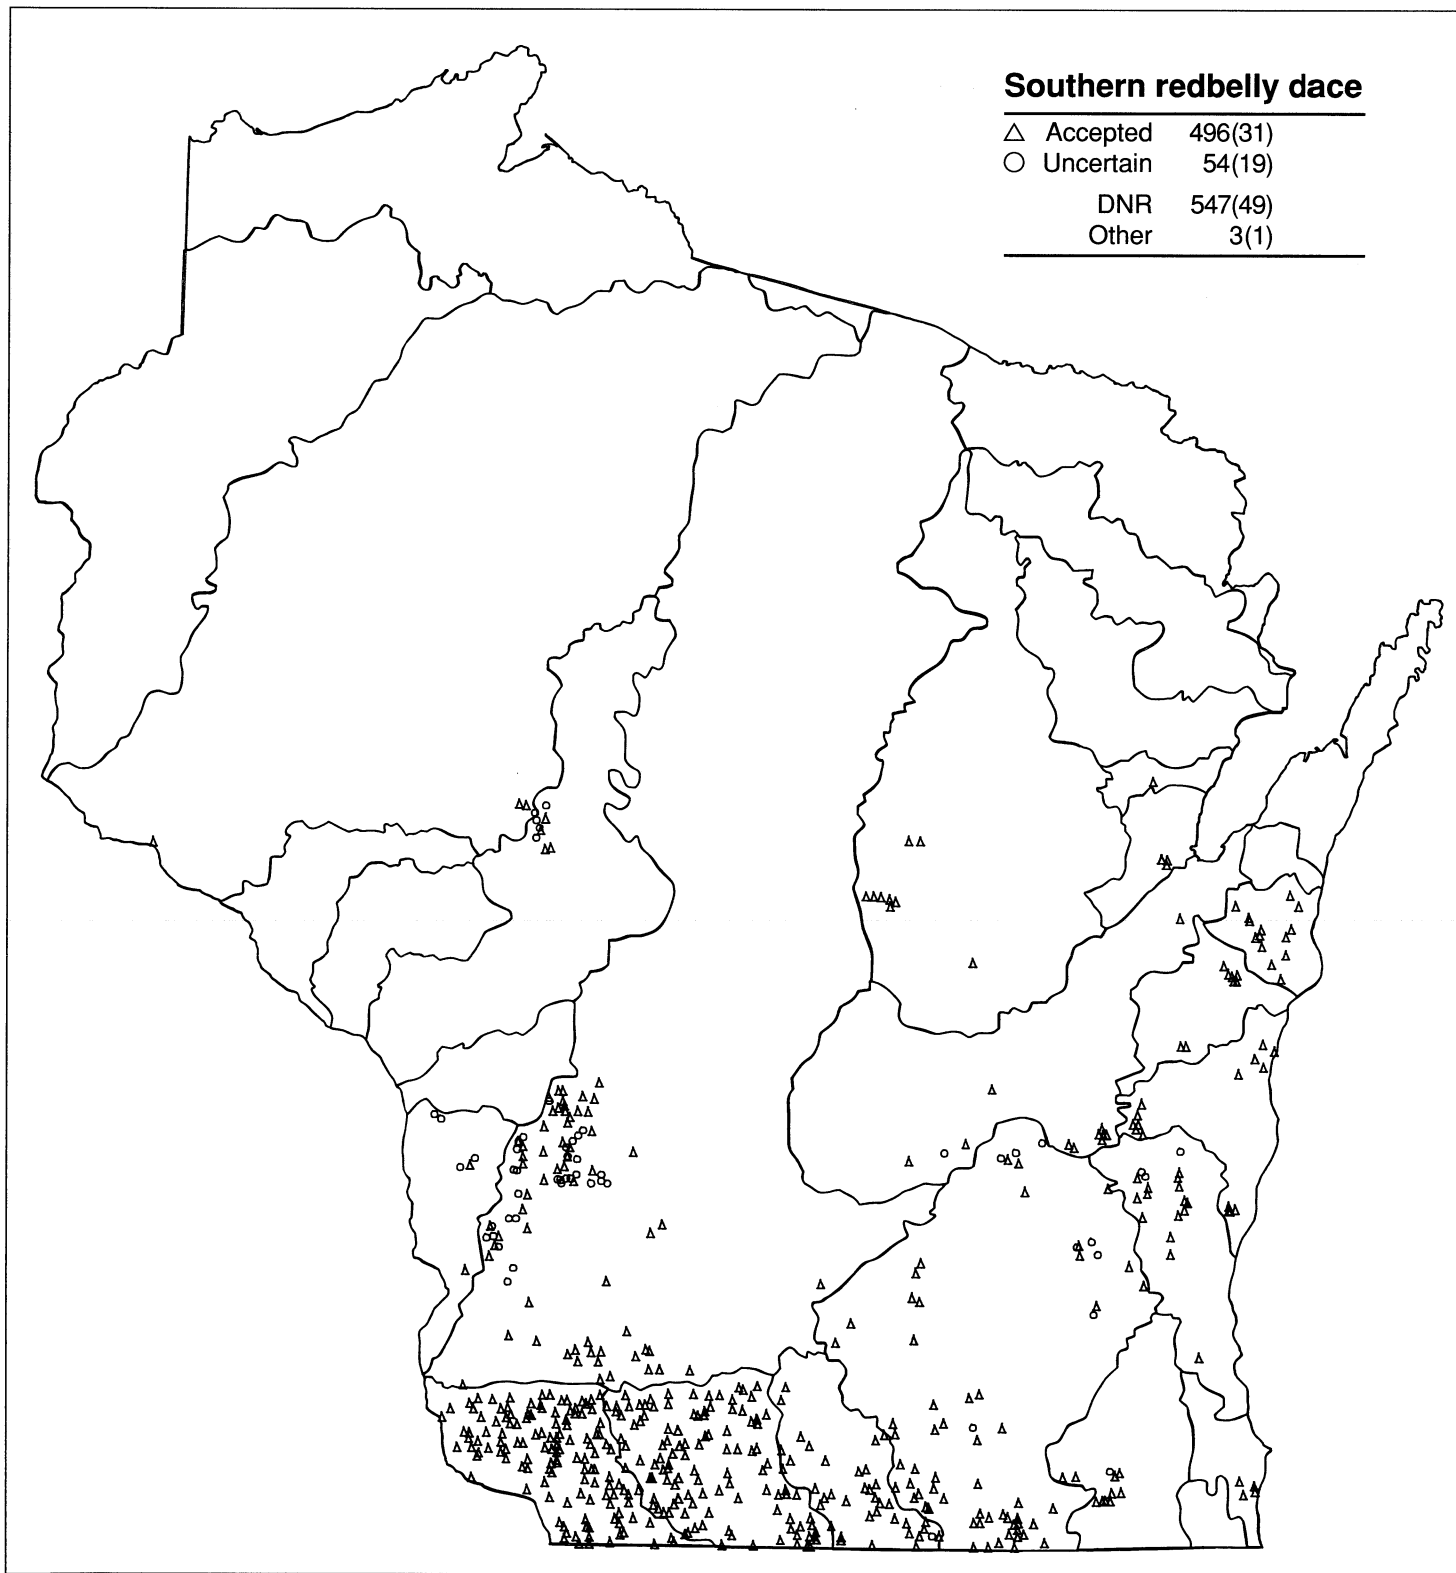 Southern redbelly dace
△ Accepted 496(31)
○ Uncertain 54(19)
DNR 547(49)
Other 3(1)